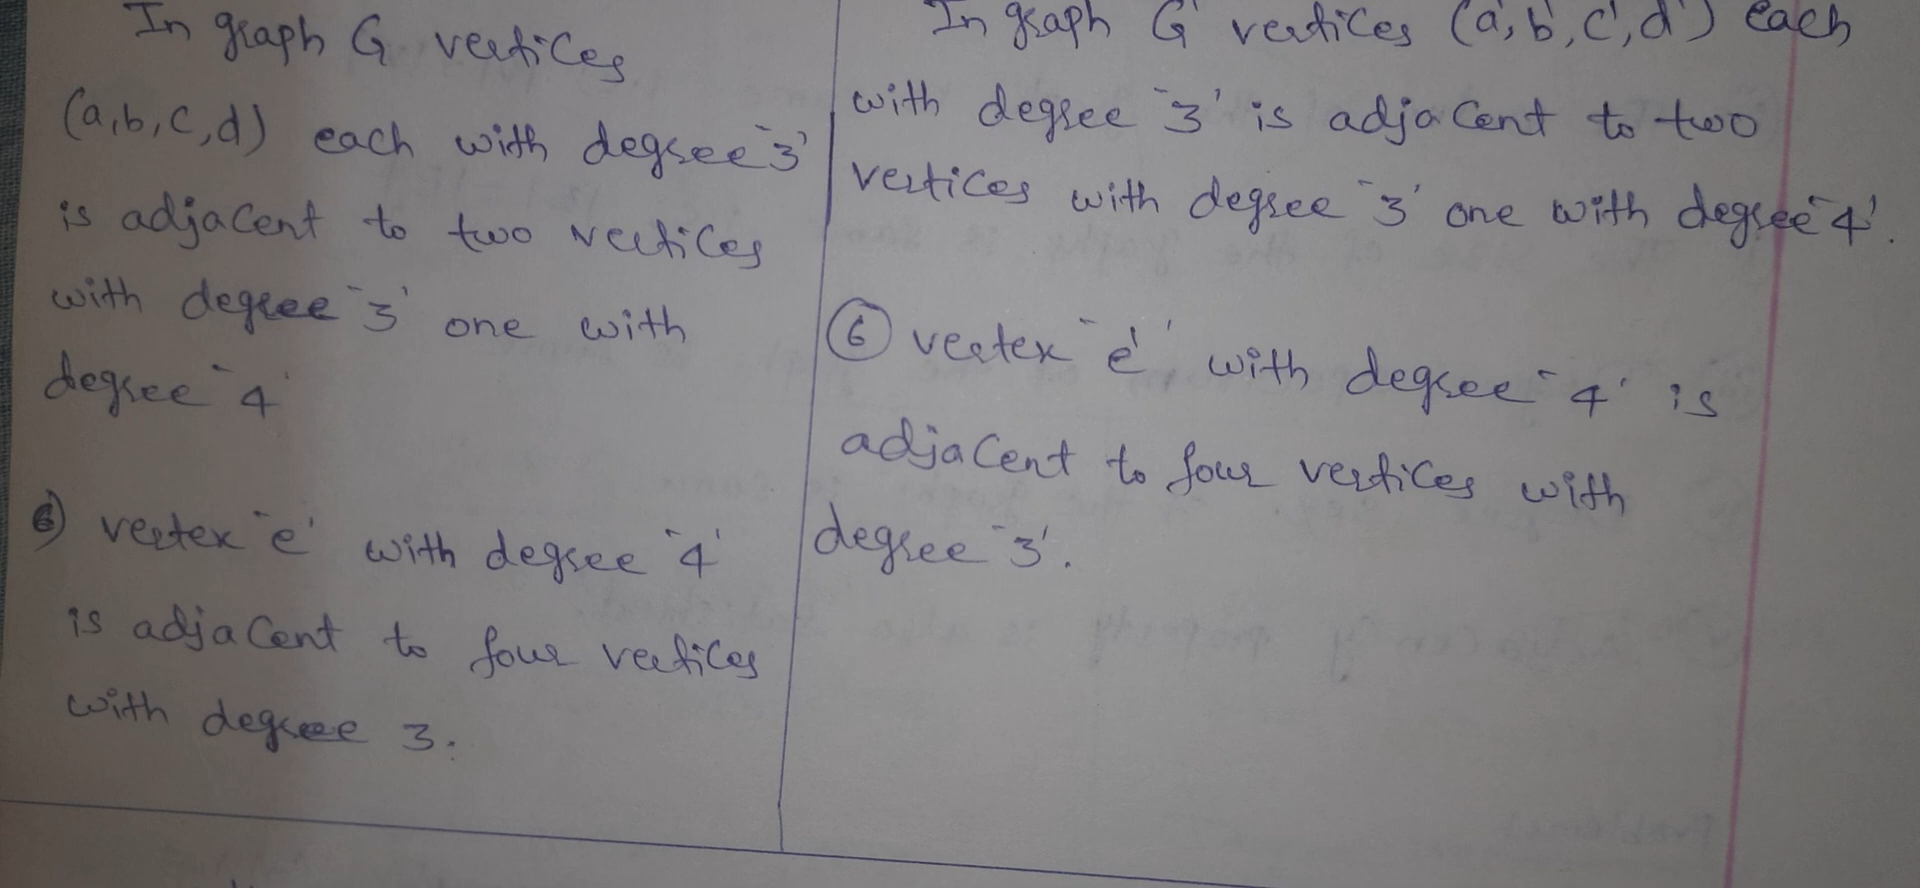 In graph G vertices
(a,b,c,d) each with degree "3'
is adjacent to two vertices
with degree "3' one with
degree "4'
6) vertex "e' with degree "4'
is adjacent to four vertices
with degree 3.
In graph G' vertices (a',b',c',d') each
with degree "3' is adjacent to two
vertices with degree "3' one with degree "4'.
6 vertex "e'' with degree "4' is
adjacent to four vertices with
degree "3'.